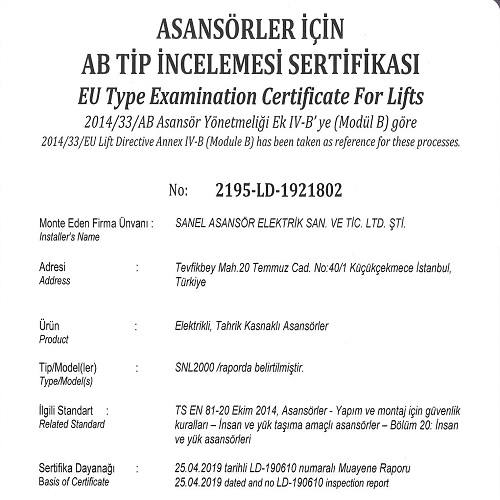 ASANSÖRLER İÇİN
AB TİP İNCELEMESİ SERTİFİKASI
EU Type Examination Certificate For Lifts
2014/33/AB Asansör Yönetmeliği Ek IV-B' ye (Modül B) göre
2014/33/EU Lift Directive Annex IV-B (Module B) has been taken as reference for these processes.
No: 2195-LD-1921802
Monte Eden Firma Ünvanı : SANEL ASANSÖR ELEKTRİK SAN. VE TİC. LTD. ŞTİ.
Installer's Name
Adresi : Tevfikbey Mah.20 Temmuz Cad. No:40/1 Küçükçekmece İstanbul,
Address Türkiye
Ürün : Elektrikli, Tahrik Kasnaklı Asansörler
Product
Tip/Model(ler) : SNL2000 /raporda belirtilmiştir.
Type/Model(s)
İlgili Standart : TS EN 81-20 Ekim 2014, Asansörler - Yapım ve montaj için güvenlik
Related Standard kuralları – İnsan ve yük taşıma amaçlı asansörler – Bölüm 20: İnsan
ve yük asansörleri
Sertifika Dayanağı : 25.04.2019 tarihli LD-190610 numaralı Muayene Raporu
Basis of Certificate 25.04.2019 dated and no LD-190610 inspection report